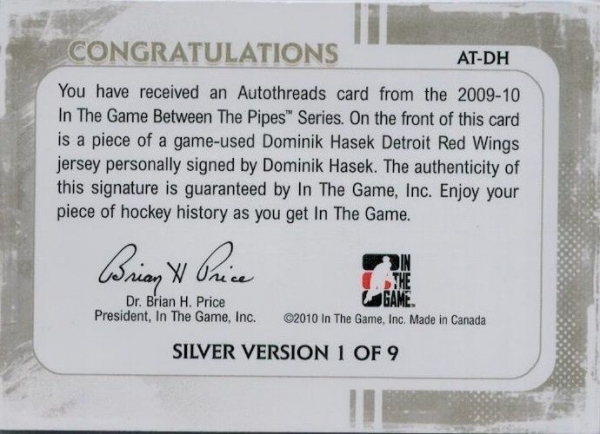 CONGRATULATIONS
AT-DH
You have received an Autothreads card from the 2009-10
In The Game Between The Pipes™ Series. On the front of this card
is a piece of a game-used Dominik Hasek Detroit Red Wings
jersey personally signed by Dominik Hasek. The authenticity of
this signature is guaranteed by In The Game, Inc. Enjoy your
piece of hockey history as you get In The Game.
Brian H Price
Dr. Brian H. Price
President, In The Game, Inc.
IN
THE
GAME
©2010 In The Game, Inc. Made in Canada
SILVER VERSION 1 OF 9